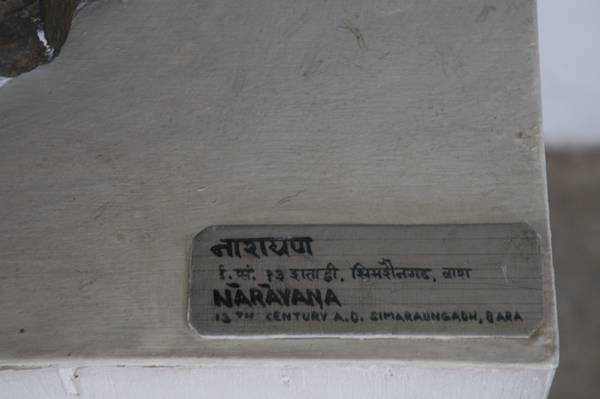 नारायण
ई. सं. १३ शताब्दी, सिमरौनगढ, बारा
NĀRĀYANA
13TH CENTURY A.D. SIMARAUNGADH, BARA